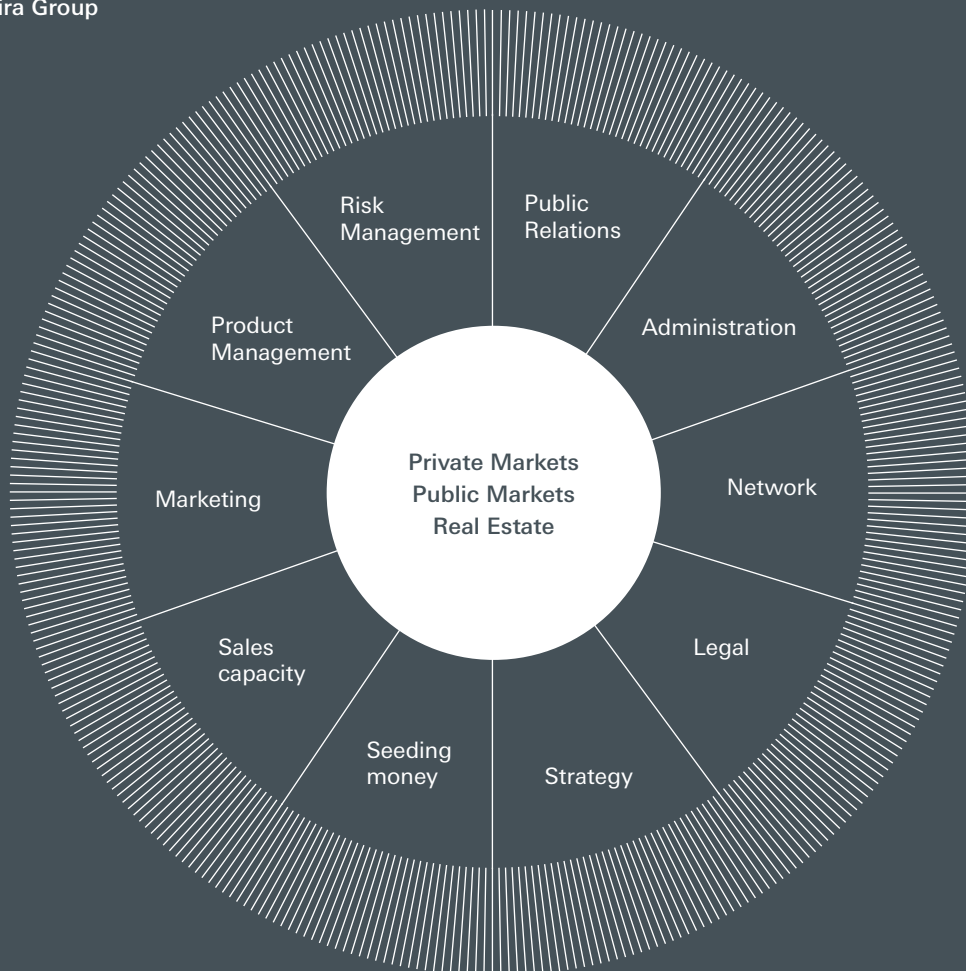 Group
Risk
Management
Public
Relations
Product
Management
Administration
Private Markets
Public Markets
Real Estate
Marketing
Network
Sales
capacity
Legal
Seeding
money
Strategy